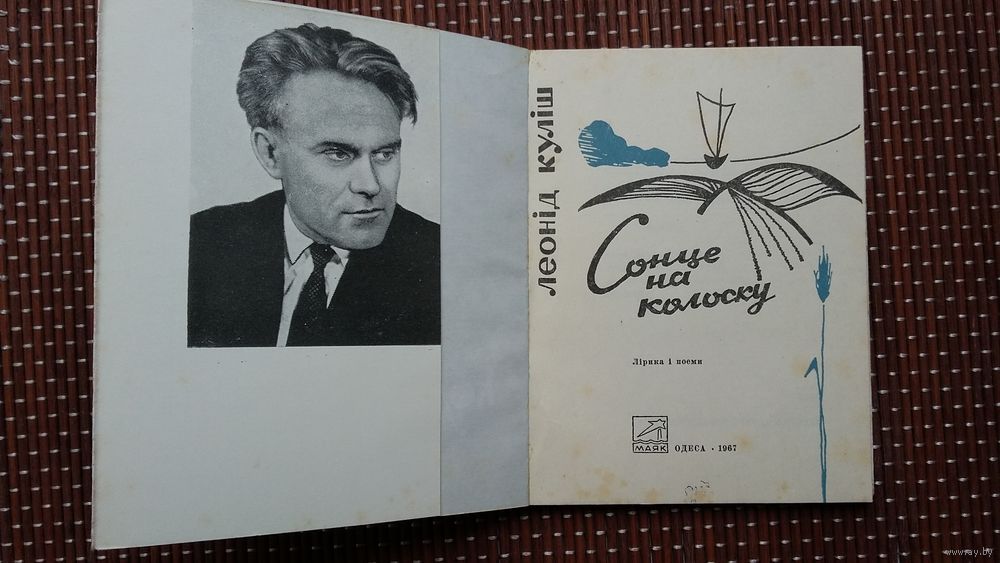 леонід куліш
Сонце
на
колоску
Лірика і поеми
МАЯК
ОДЕСА · 1967
www.ay.by